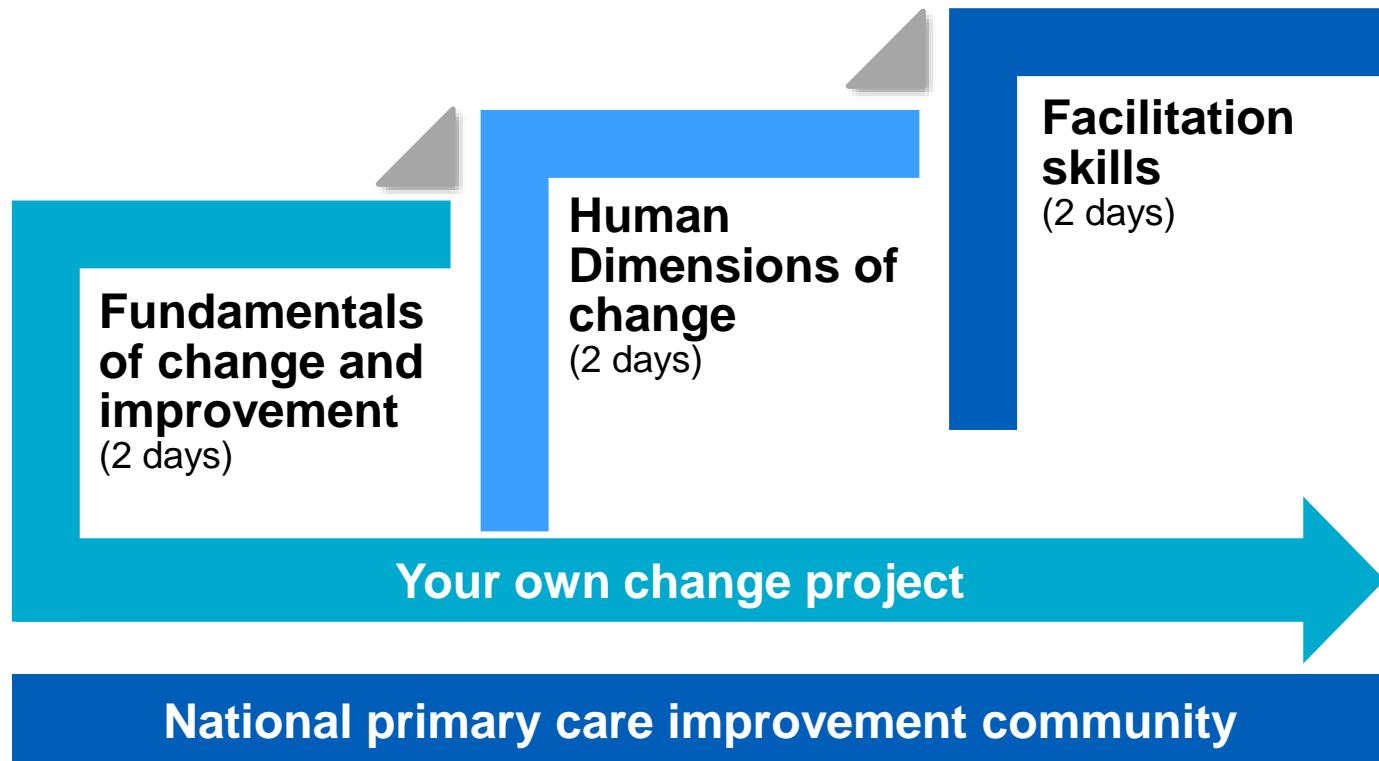 Fundamentals
of change and
improvement
(2 days)
Human
Dimensions of
change
(2 days)
Facilitation
skills
(2 days)
Your own change project
National primary care improvement community